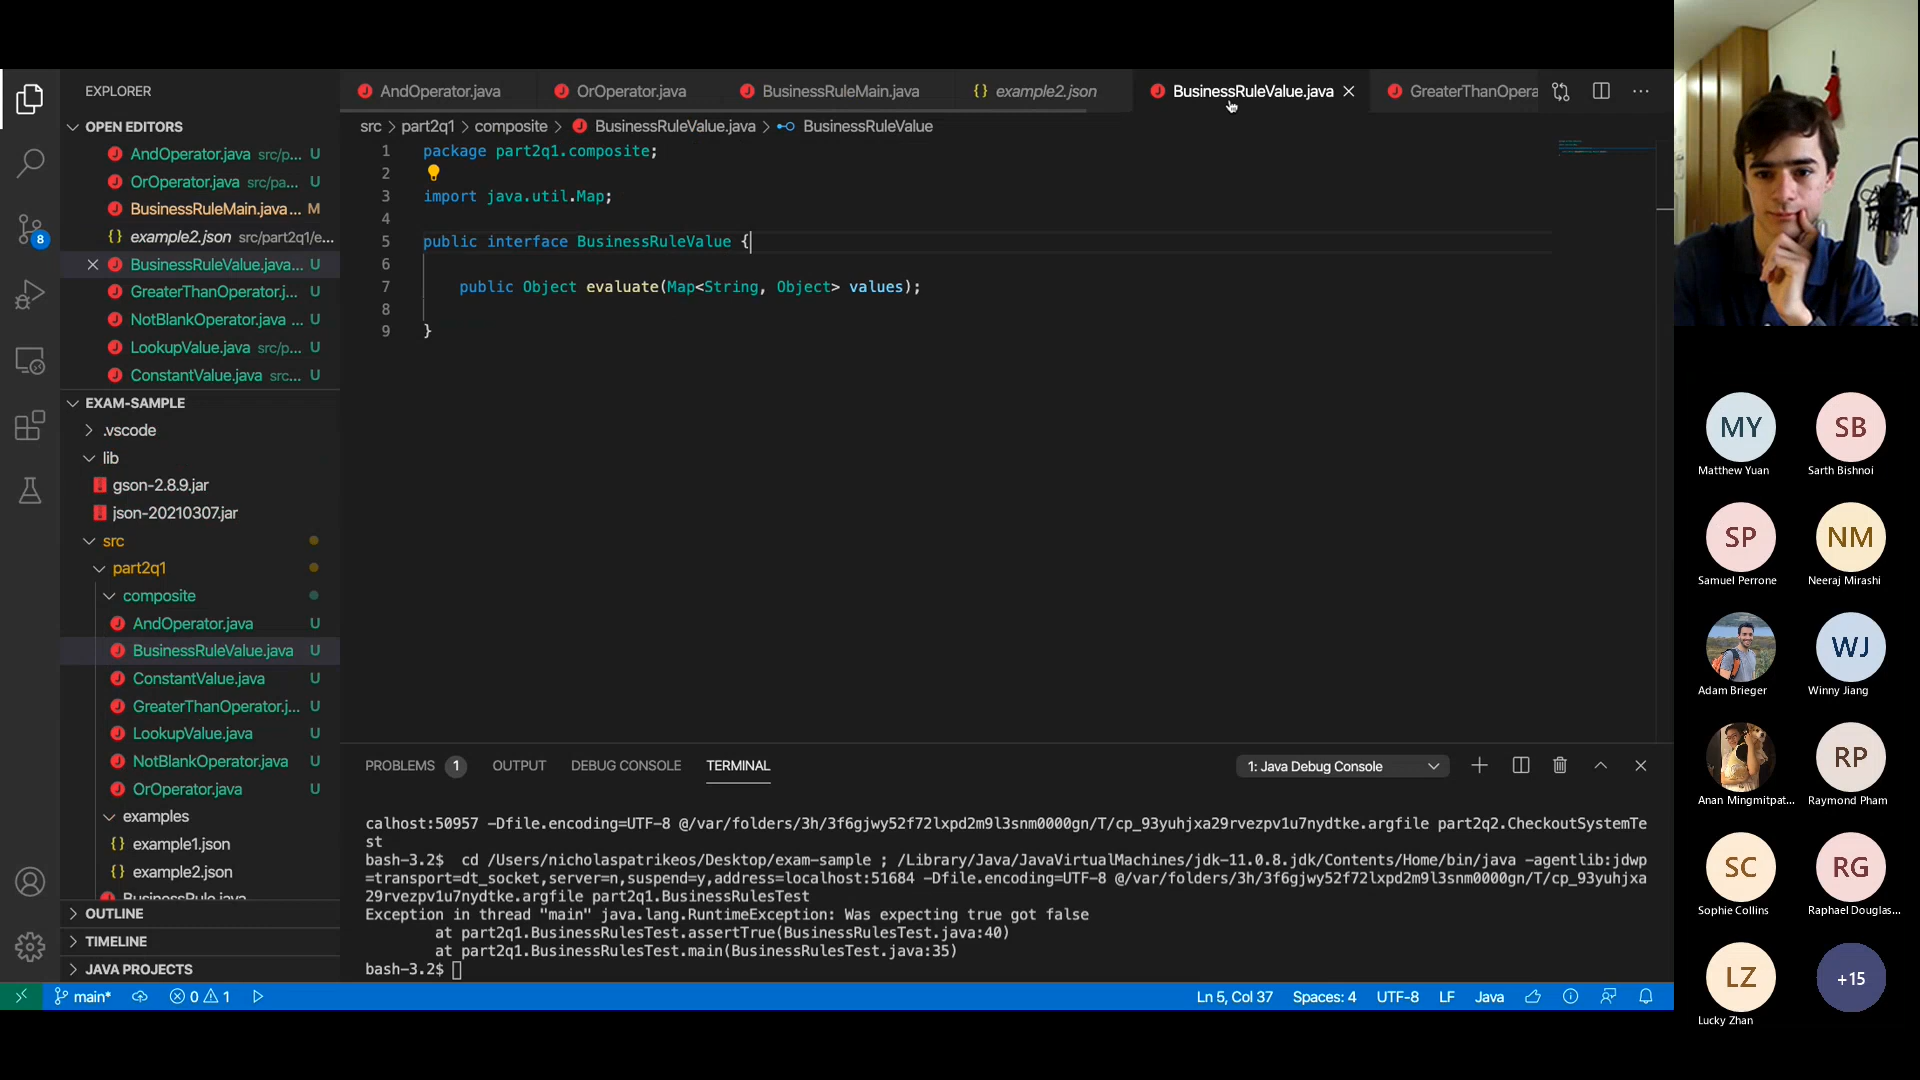 EXPLORER
OPEN EDITORS
AndOperator.java src/p... U
OrOperator.java src/pa... U
BusinessRuleMain.java... M
{} example2.json src/part2q1/e...
BusinessRuleValue.java... U
GreaterThanOperator.j... U
NotBlankOperator.java ... U
LookupValue.java src/p... U
ConstantValue.java src... U
EXAM-SAMPLE
.vscode
lib
gson-2.8.9.jar
json-20210307.jar
src
part2q1
composite
AndOperator.java U
BusinessRuleValue.java U
ConstantValue.java U
GreaterThanOperator.j... U
LookupValue.java U
NotBlankOperator.java U
OrOperator.java U
examples
{} example1.json
{} example2.json
BusinessRule.java
OUTLINE
TIMELINE
JAVA PROJECTS
8
AndOperator.java OrOperator.java BusinessRuleMain.java {} example2.json BusinessRuleValue.java GreaterThanOpera
src > part2q1 > composite > BusinessRuleValue.java > BusinessRuleValue
1 package part2q1.composite;
2
3 import java.util.Map;
4
5 public interface BusinessRuleValue {
6
7 public Object evaluate(Map<String, Object> values);
8
9 }
PROBLEMS 1 OUTPUT DEBUG CONSOLE TERMINAL 1: Java Debug Console
calhost:50957 -Dfile.encoding=UTF-8 @/var/folders/3h/3f6gjwy52f72lxpd2m9l3snm0000gn/T/cp_93yuhjxa29rvezpv1u7nydtke.argfile part2q2.CheckoutSystemTe
st
bash-3.2$ cd /Users/nicholaspatrikeos/Desktop/exam-sample ; /Library/Java/JavaVirtualMachines/jdk-11.0.8.jdk/Contents/Home/bin/java -agentlib:jdwp
=transport=dt_socket,server=n,suspend=y,address=localhost:51684 -Dfile.encoding=UTF-8 @/var/folders/3h/3f6gjwy52f72lxpd2m9l3snm0000gn/T/cp_93yuhjxa
29rvezpv1u7nydtke.argfile part2q1.BusinessRulesTest
Exception in thread "main" java.lang.RuntimeException: Was expecting true got false
at part2q1.BusinessRulesTest.assertTrue(BusinessRulesTest.java:40)
at part2q1.BusinessRulesTest.main(BusinessRulesTest.java:35)
bash-3.2$
main* 0 1 Ln 5, Col 37 Spaces: 4 UTF-8 LF Java
MY SB
Matthew Yuan Sarth Bishnoi
SP NM
Samuel Perrone Neeraj Mirashi
WJ
Adam Brieger Winny Jiang
RP
Anan Mingmitpat... Raymond Pham
SC RG
Sophie Collins Raphael Douglas...
LZ +15
Lucky Zhan